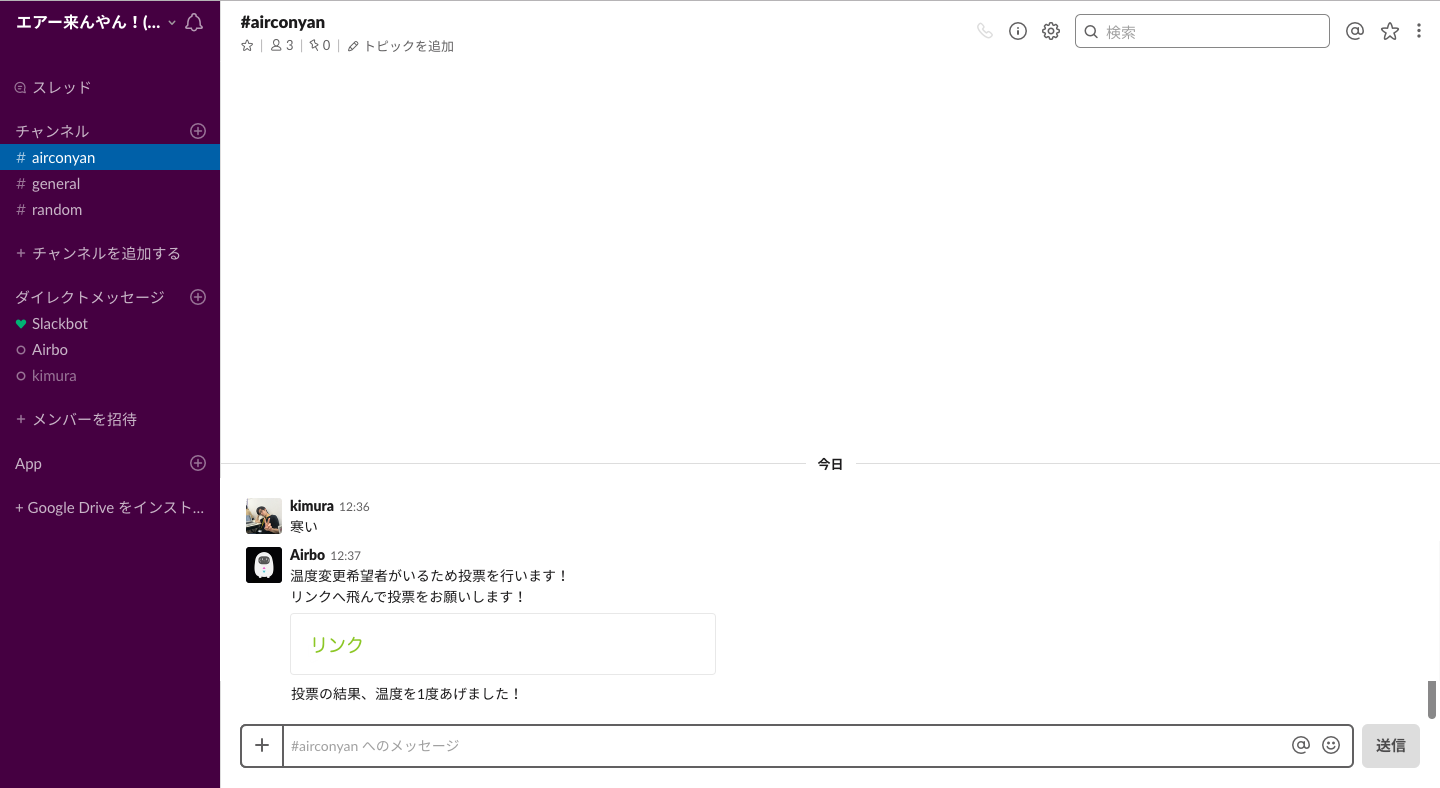 エアー来んやん！(...
スレッド
チャンネル
# airconyan
# general
# random
+ チャンネルを追加する
ダイレクトメッセージ
Slackbot
Airbo
kimura
+ メンバーを招待
App
+ Google Drive をインスト...
#airconyan
3
0
トピックを追加
検索
今日
kimura 12:36
寒い
Airbo 12:37
温度変更希望者がいるため投票を行います！
リンクへ飛んで投票をお願いします！
リンク
投票の結果、温度を1度あげました！
#airconyan へのメッセージ
送信